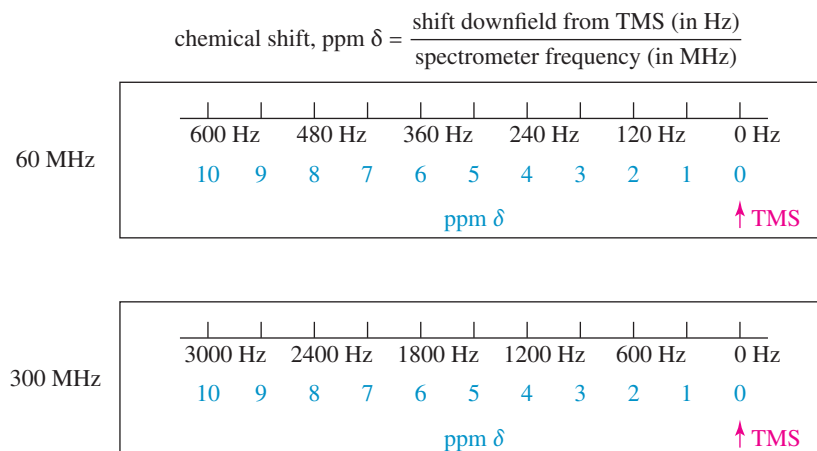 chemical shift, ppm δ = shift downfield from TMS (in Hz) / spectrometer frequency (in MHz)
60 MHz
600 Hz 480 Hz 360 Hz 240 Hz 120 Hz 0 Hz
10 9 8 7 6 5 4 3 2 1 0
ppm δ TMS
300 MHz
3000 Hz 2400 Hz 1800 Hz 1200 Hz 600 Hz 0 Hz
10 9 8 7 6 5 4 3 2 1 0
ppm δ TMS